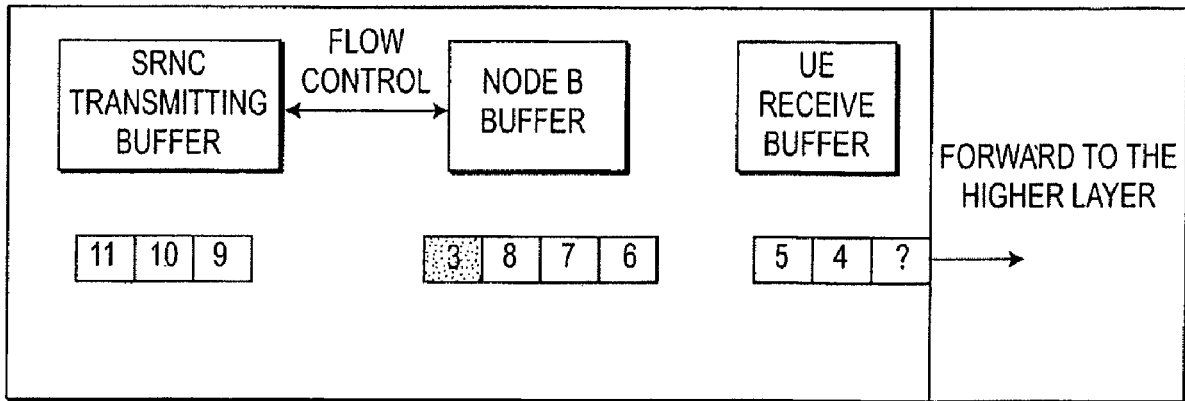 SRNC
TRANSMITTING
BUFFER
FLOW
CONTROL
NODE B
BUFFER
UE
RECEIVE
BUFFER
FORWARD TO THE
HIGHER LAYER
11 10 9
3 8 7 6
5 4 ?